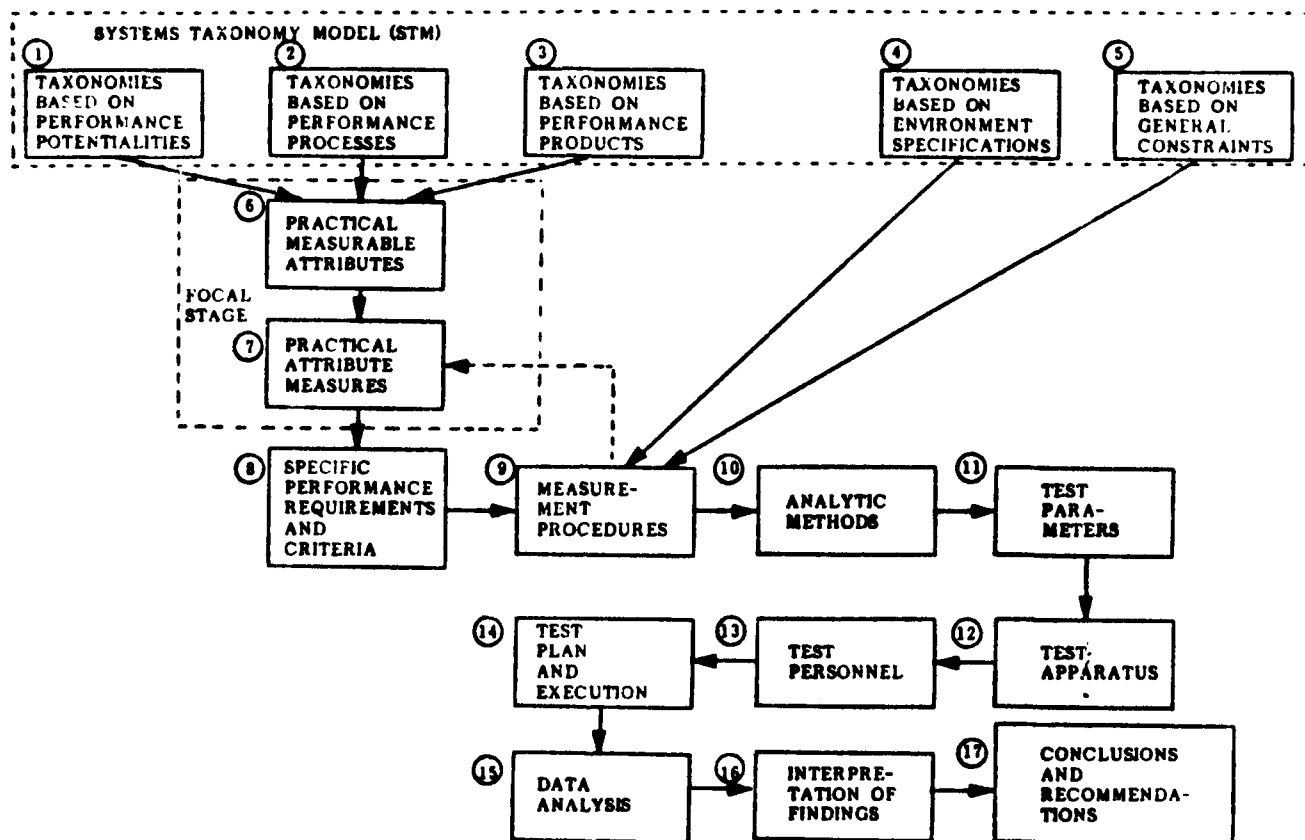 SYSTEMS TAXONOMY MODEL (STM)
1
TAXONOMIES
BASED ON
PERFORMANCE
POTENTIALITIES
2
TAXONOMIES
BASED ON
PERFORMANCE
PROCESSES
3
TAXONOMIES
BASED ON
PERFORMANCE
PRODUCTS
4
TAXONOMIES
BASED ON
ENVIRONMENT
SPECIFICATIONS
5
TAXONOMIES
BASED ON
GENERAL
CONSTRAINTS
6
PRACTICAL
MEASURABLE
ATTRIBUTES
FOCAL
STAGE
7
PRACTICAL
ATTRIBUTE
MEASURES
8
SPECIFIC
PERFORMANCE
REQUIREMENTS
AND
CRITERIA
9
MEASURE-
MENT
PROCEDURES
10
ANALYTIC
METHODS
11
TEST
PARA-
METERS
12
TEST
APPARATUS
13
TEST
PERSONNEL
14
TEST
PLAN
AND
EXECUTION
15
DATA
ANALYSIS
16
INTERPRE-
TATION OF
FINDINGS
17
CONCLUSIONS
AND
RECOMMENDA-
TIONS